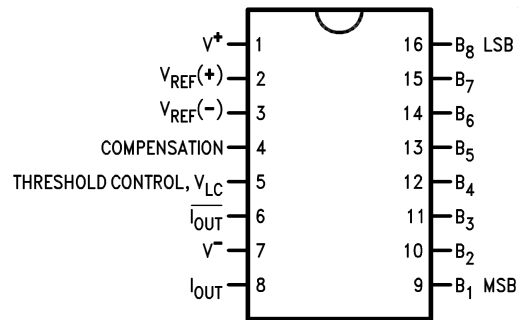 V+ 1 16 B8 LSB
VREF(+) 2 15 B7
VREF(−) 3 14 B6
COMPENSATION 4 13 B5
THRESHOLD CONTROL, VLC 5 12 B4
I̅O̅U̅T̅ 6 11 B3
V− 7 10 B2
IOUT 8 9 B1 MSB